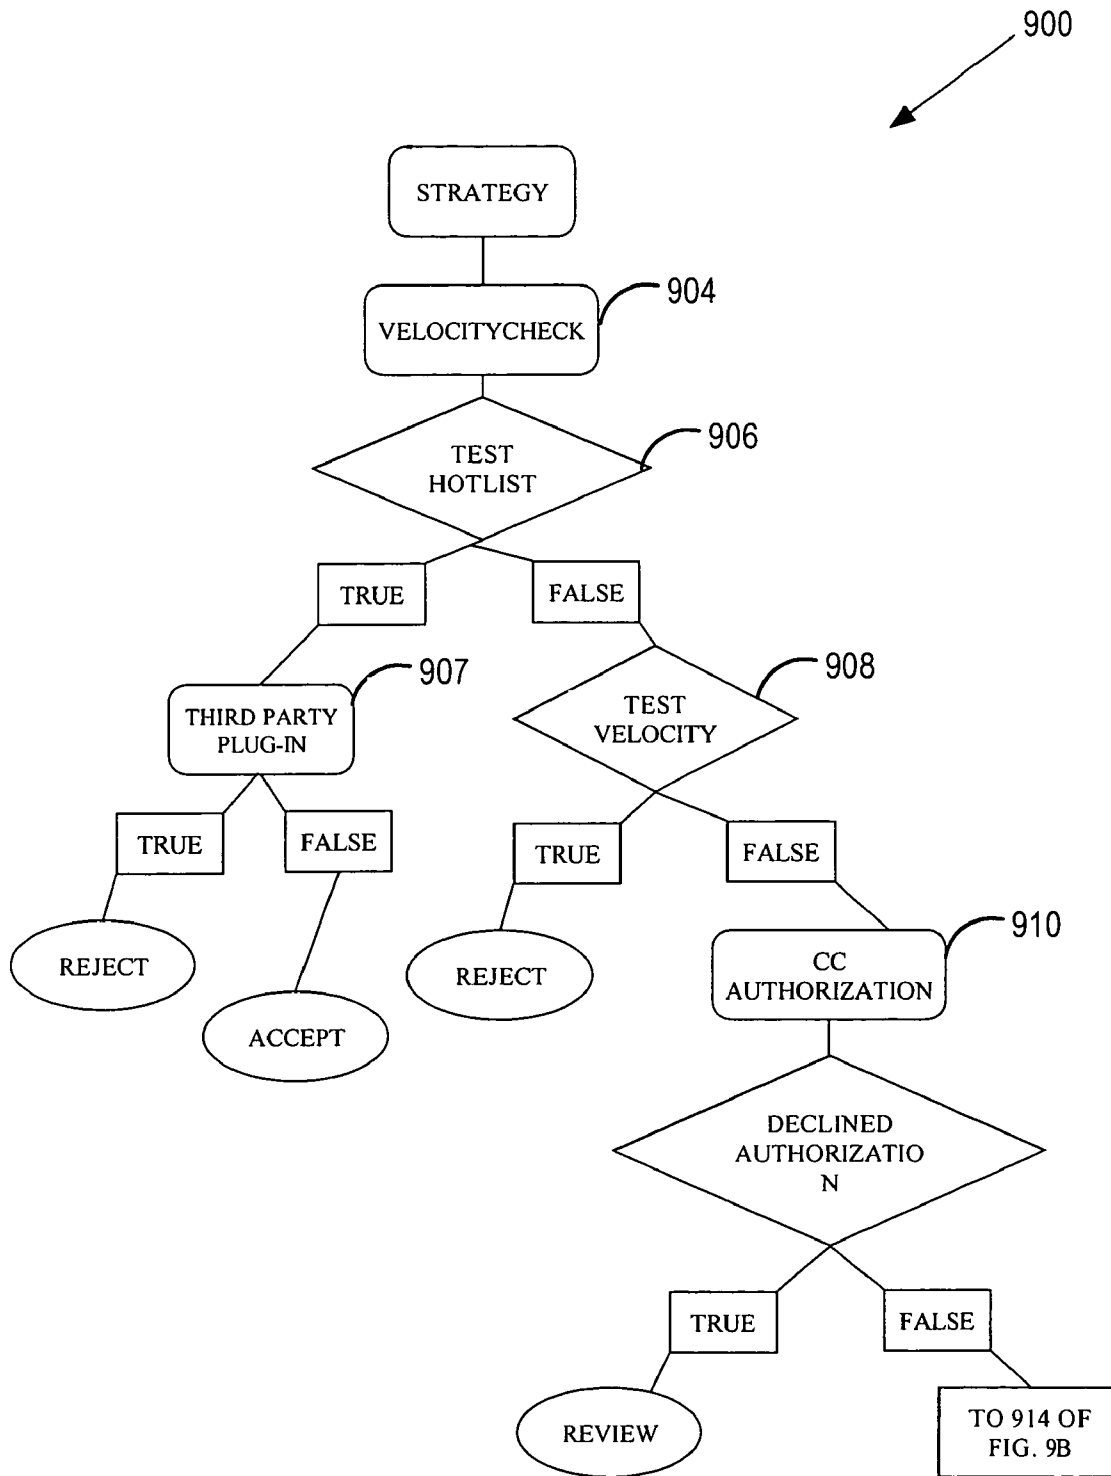 900
STRATEGY
904
VELOCITYCHECK
906
TEST
HOTLIST
TRUE
FALSE
907
908
THIRD PARTY
PLUG-IN
TEST
VELOCITY
TRUE
FALSE
TRUE
FALSE
910
REJECT
ACCEPT
REJECT
CC
AUTHORIZATION
DECLINED
AUTHORIZATIO
N
TRUE
FALSE
REVIEW
TO 914 OF
FIG. 9B